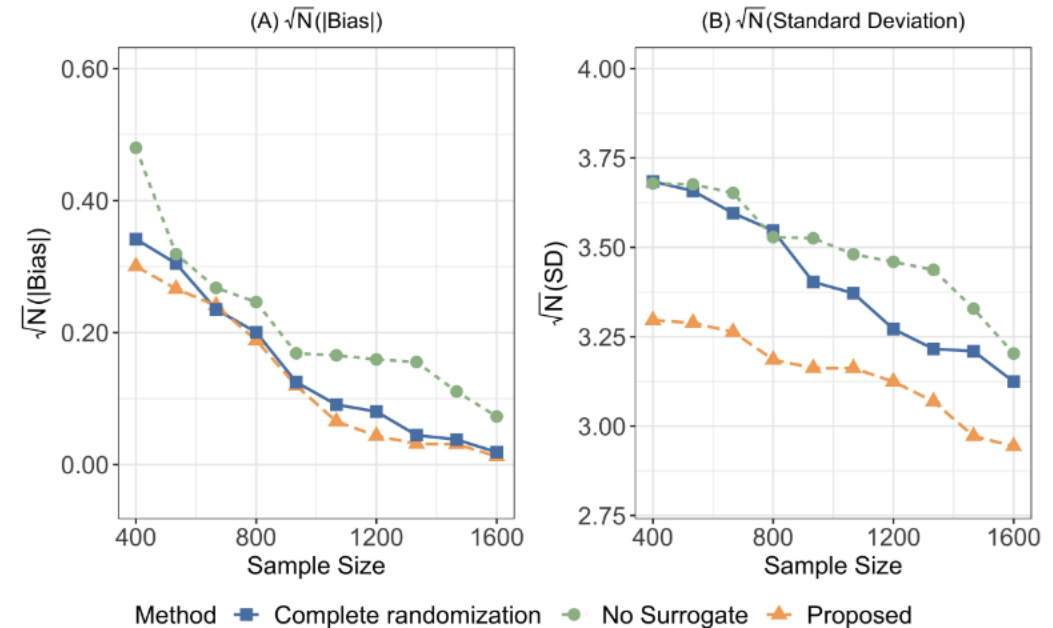 (A) √N(|Bias|)
0.60
0.40
0.20
0.00
√N(|Bias|)
400 800 1200 1600
Sample Size
(B) √N(Standard Deviation)
4.00
3.75
3.50
3.25
3.00
2.75
√N(SD)
400 800 1200 1600
Sample Size
Method Complete randomization No Surrogate Proposed